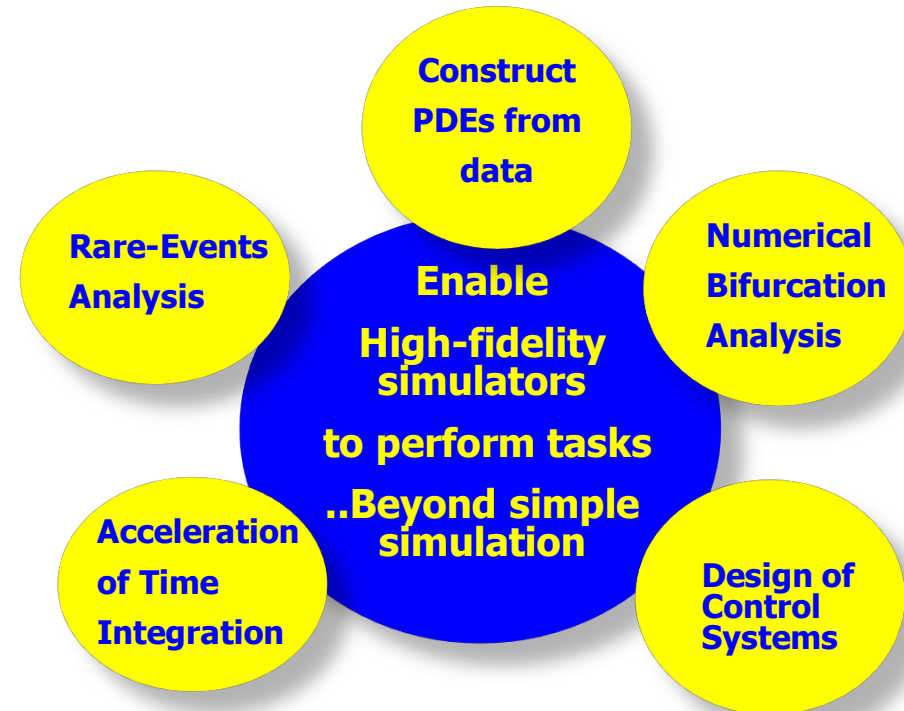 Construct
PDEs from
data
Rare-Events
Analysis
Numerical
Bifurcation
Analysis
Enable
High-fidelity
simulators
to perform tasks
..Beyond simple
simulation
Acceleration
of Time
Integration
Design of
Control
Systems